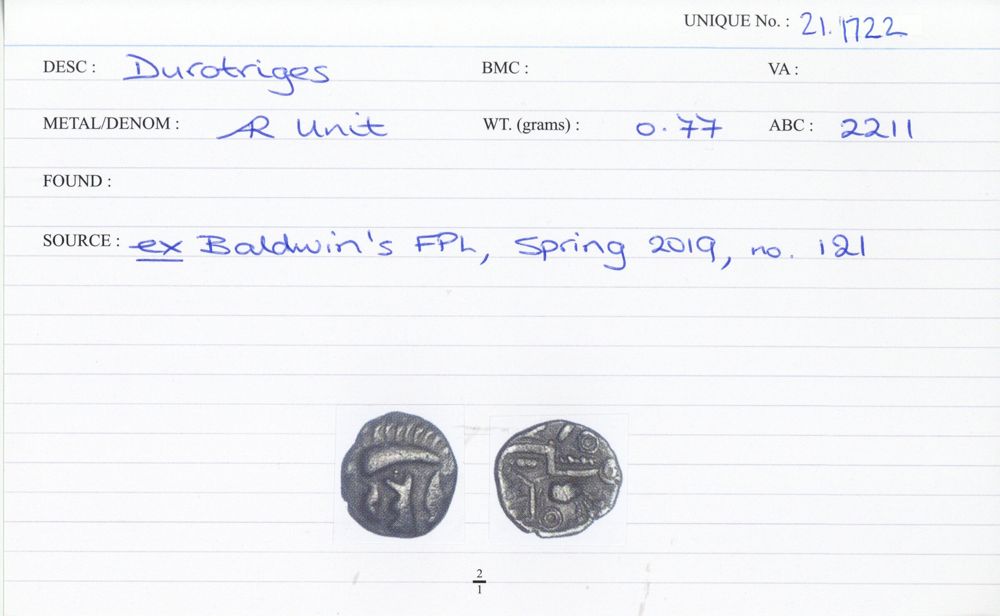 UNIQUE No. : 21.1722
DESC : Durotriges BMC : VA :
METAL/DENOM : AR Unit WT. (grams) : 0.77 ABC : 2211
FOUND :
SOURCE : ex Baldwin's FPL, Spring 2019, no. 121
2
1